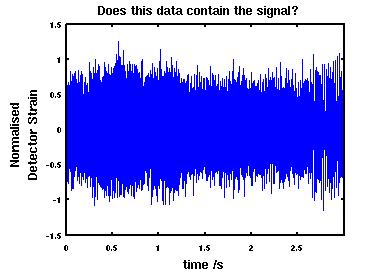 Does this data contain the signal?
1.5
1
0.5
0
-0.5
-1
-1.5
Normalised
Detector Strain
0 0.5 1 1.5 2 2.5
time /s